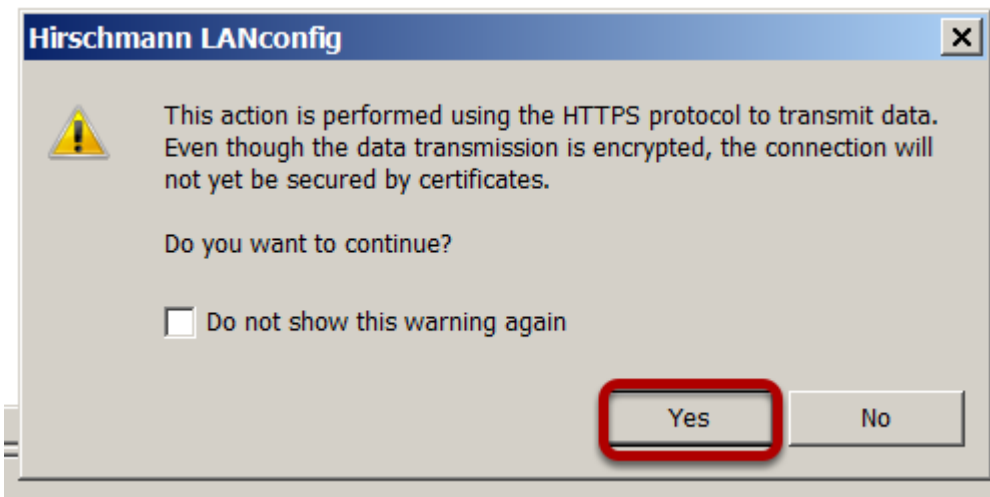 Hirschmann LANconfig
This action is performed using the HTTPS protocol to transmit data.
Even though the data transmission is encrypted, the connection will
not yet be secured by certificates.
Do you want to continue?
Do not show this warning again
Yes No